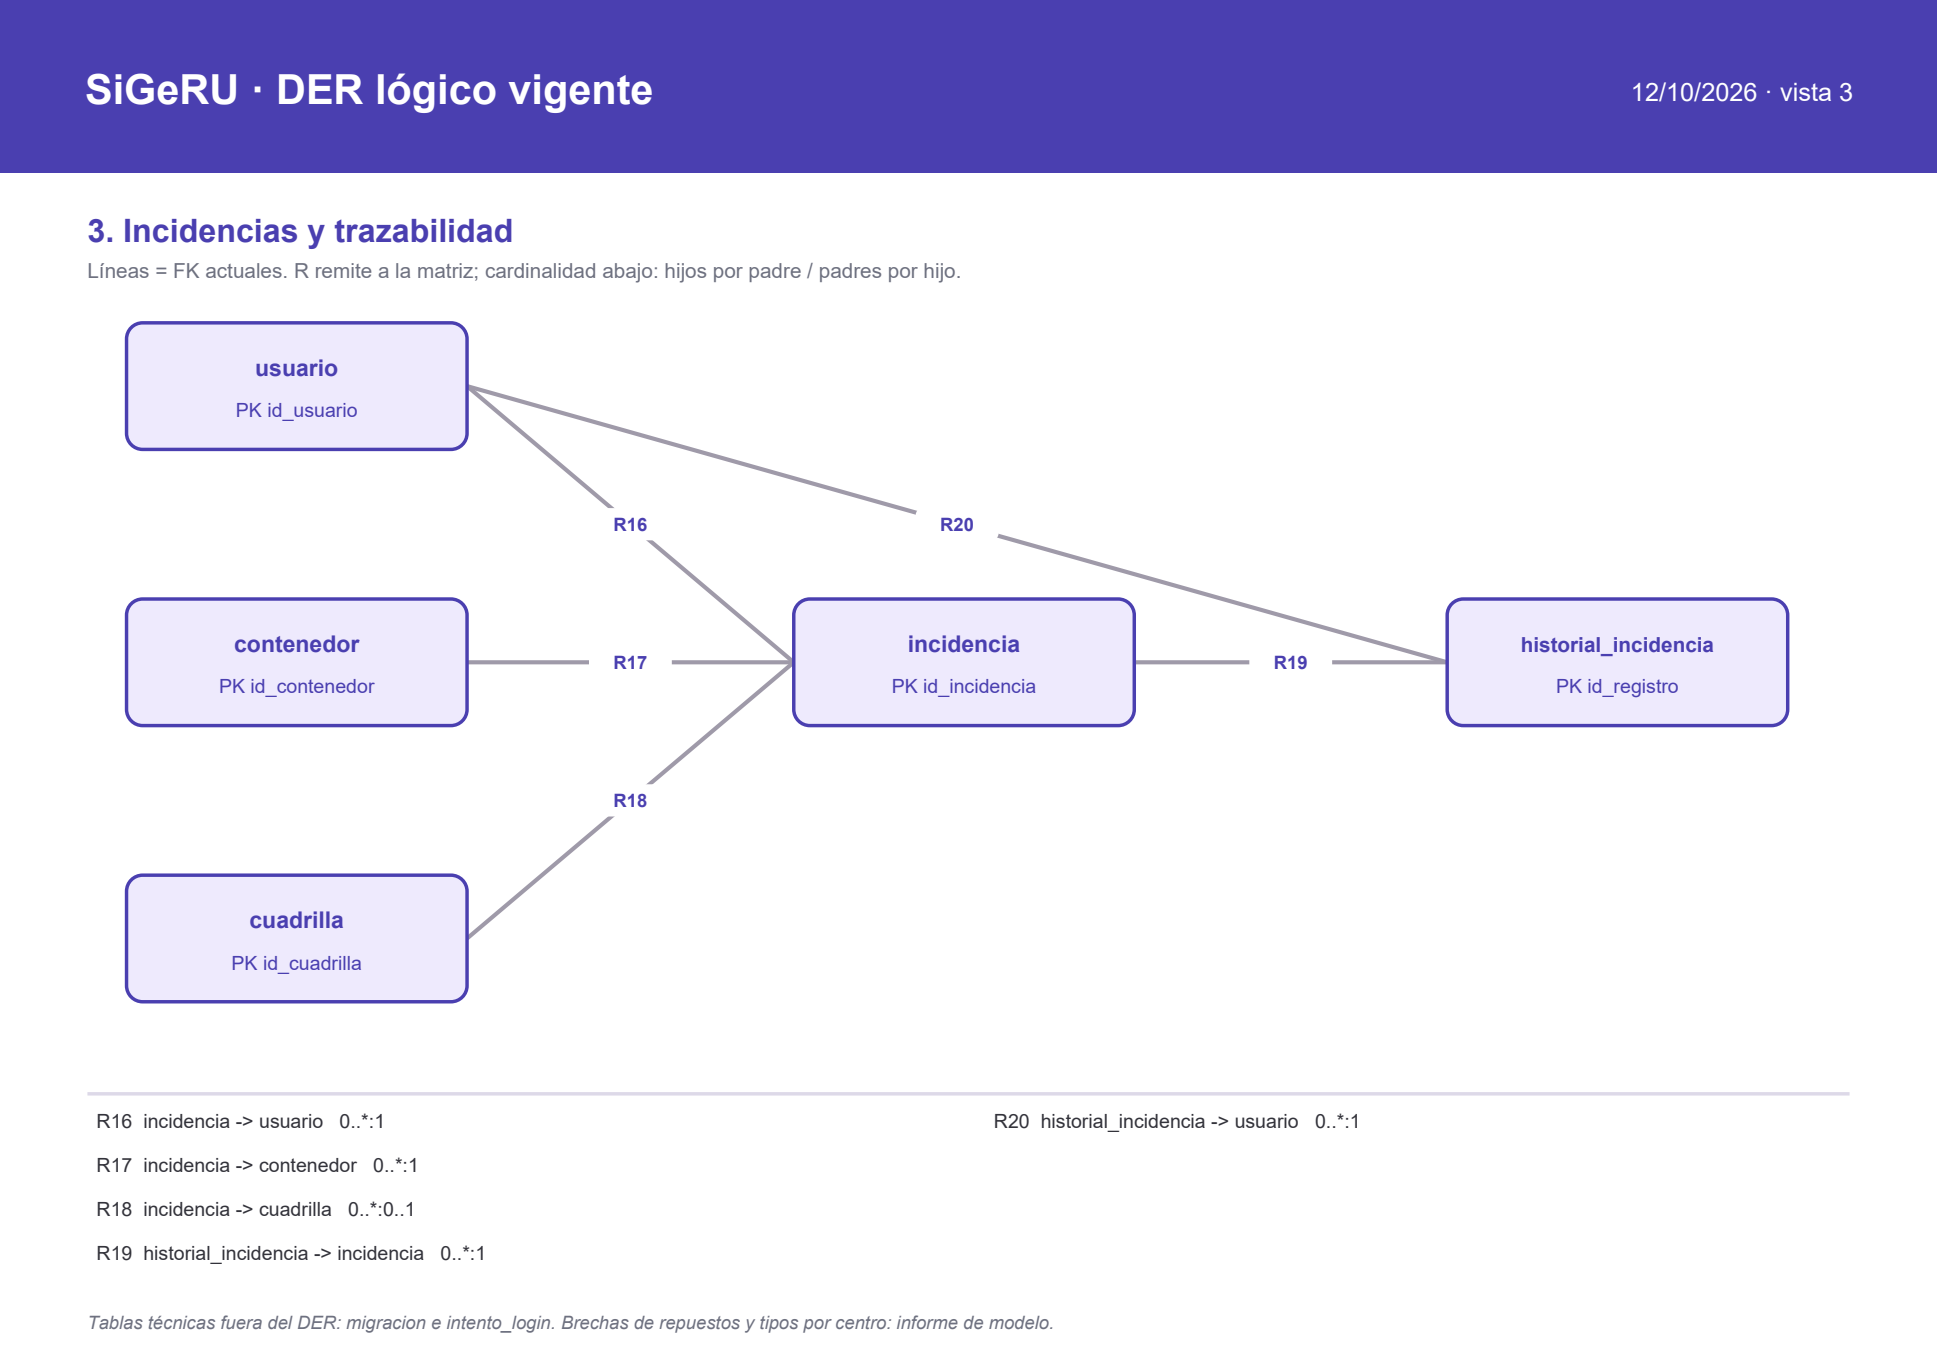 SiGeRU · DER lógico vigente
12/10/2026 · vista 3
3. Incidencias y trazabilidad
Líneas = FK actuales. R remite a la matriz; cardinalidad abajo: hijos por padre / padres por hijo.
usuario
PK id_usuario
R16
R20
contenedor
PK id_contenedor
R17
incidencia
PK id_incidencia
R19
historial_incidencia
PK id_registro
R18
cuadrilla
PK id_cuadrilla
R16 incidencia -> usuario 0..*:1
R17 incidencia -> contenedor 0..*:1
R18 incidencia -> cuadrilla 0..*:0..1
R19 historial_incidencia -> incidencia 0..*:1
R20 historial_incidencia -> usuario 0..*:1
Tablas técnicas fuera del DER: migracion e intento_login. Brechas de repuestos y tipos por centro: informe de modelo.